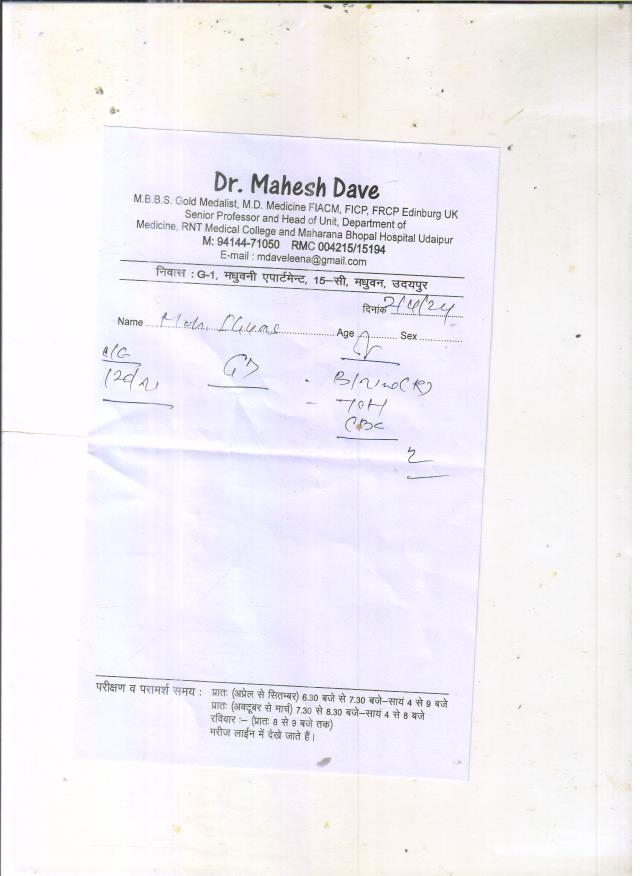 Dr. Mahesh Dave
M.B.B.S. Gold Medalist, M.D. Medicine FIACM, FICP, FRCP Edinburg UK
Senior Professor and Head of Unit, Department of
Medicine, RNT Medical College and Maharana Bhopal Hospital Udaipur
M: 94144-71050 RMC 004215/15194
E-mail : mdaveleena@gmail.com
निवास : G-1, मधुवनी एपार्टमेन्ट, 15–सी, मधुवन, उदयपुर
दिनांक
Name Age Sex
CBC
परीक्षण व परामर्श समय : प्रातः (अप्रेल से सितम्बर) 6.30 बजे से 7.30 बजे–सायं 4 से 9 बजे
प्रातः (अक्टूबर से मार्च) 7.30 से 8.30 बजे–सायं 4 से 8 बजे
रविवार :– (प्रातः 8 से 9 बजे तक)
मरीज लाईन में देखे जाते हैं।